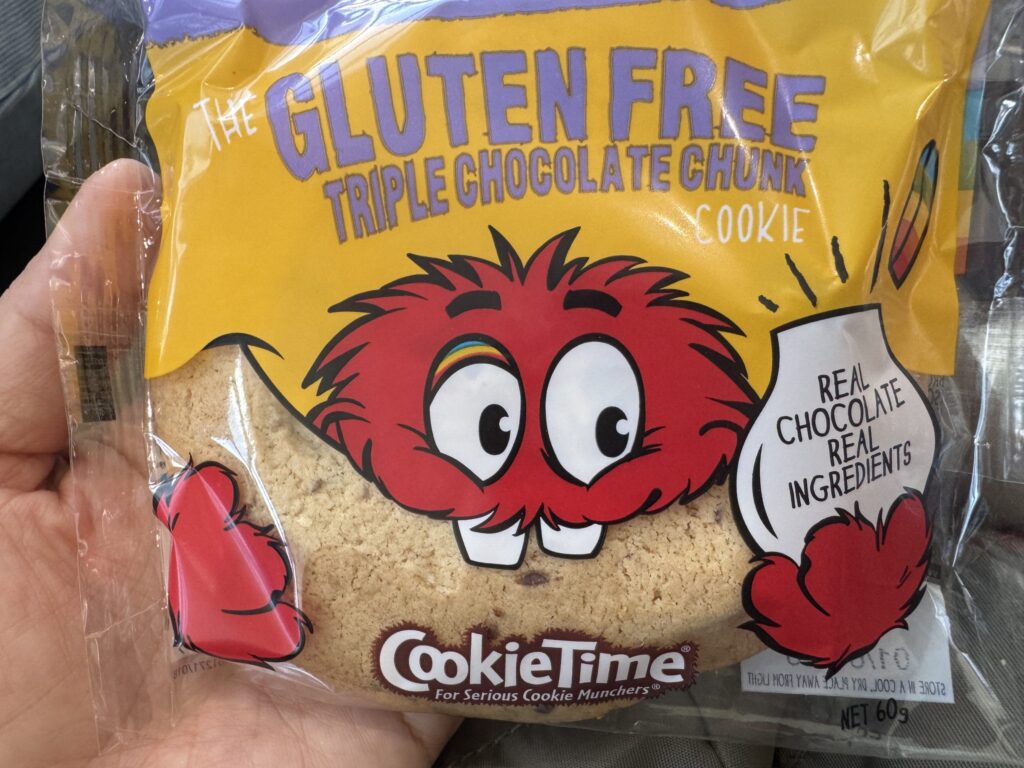 THE
GLUTEN FREE
TRIPLE CHOCOLATE CHUNK
COOKIE
REAL
CHOCOLATE
REAL
INGREDIENTS
CookieTime®
For Serious Cookie Munchers®
STORE IN A COOL, DRY PLACE AWAY FROM LIGHT
NET 60g